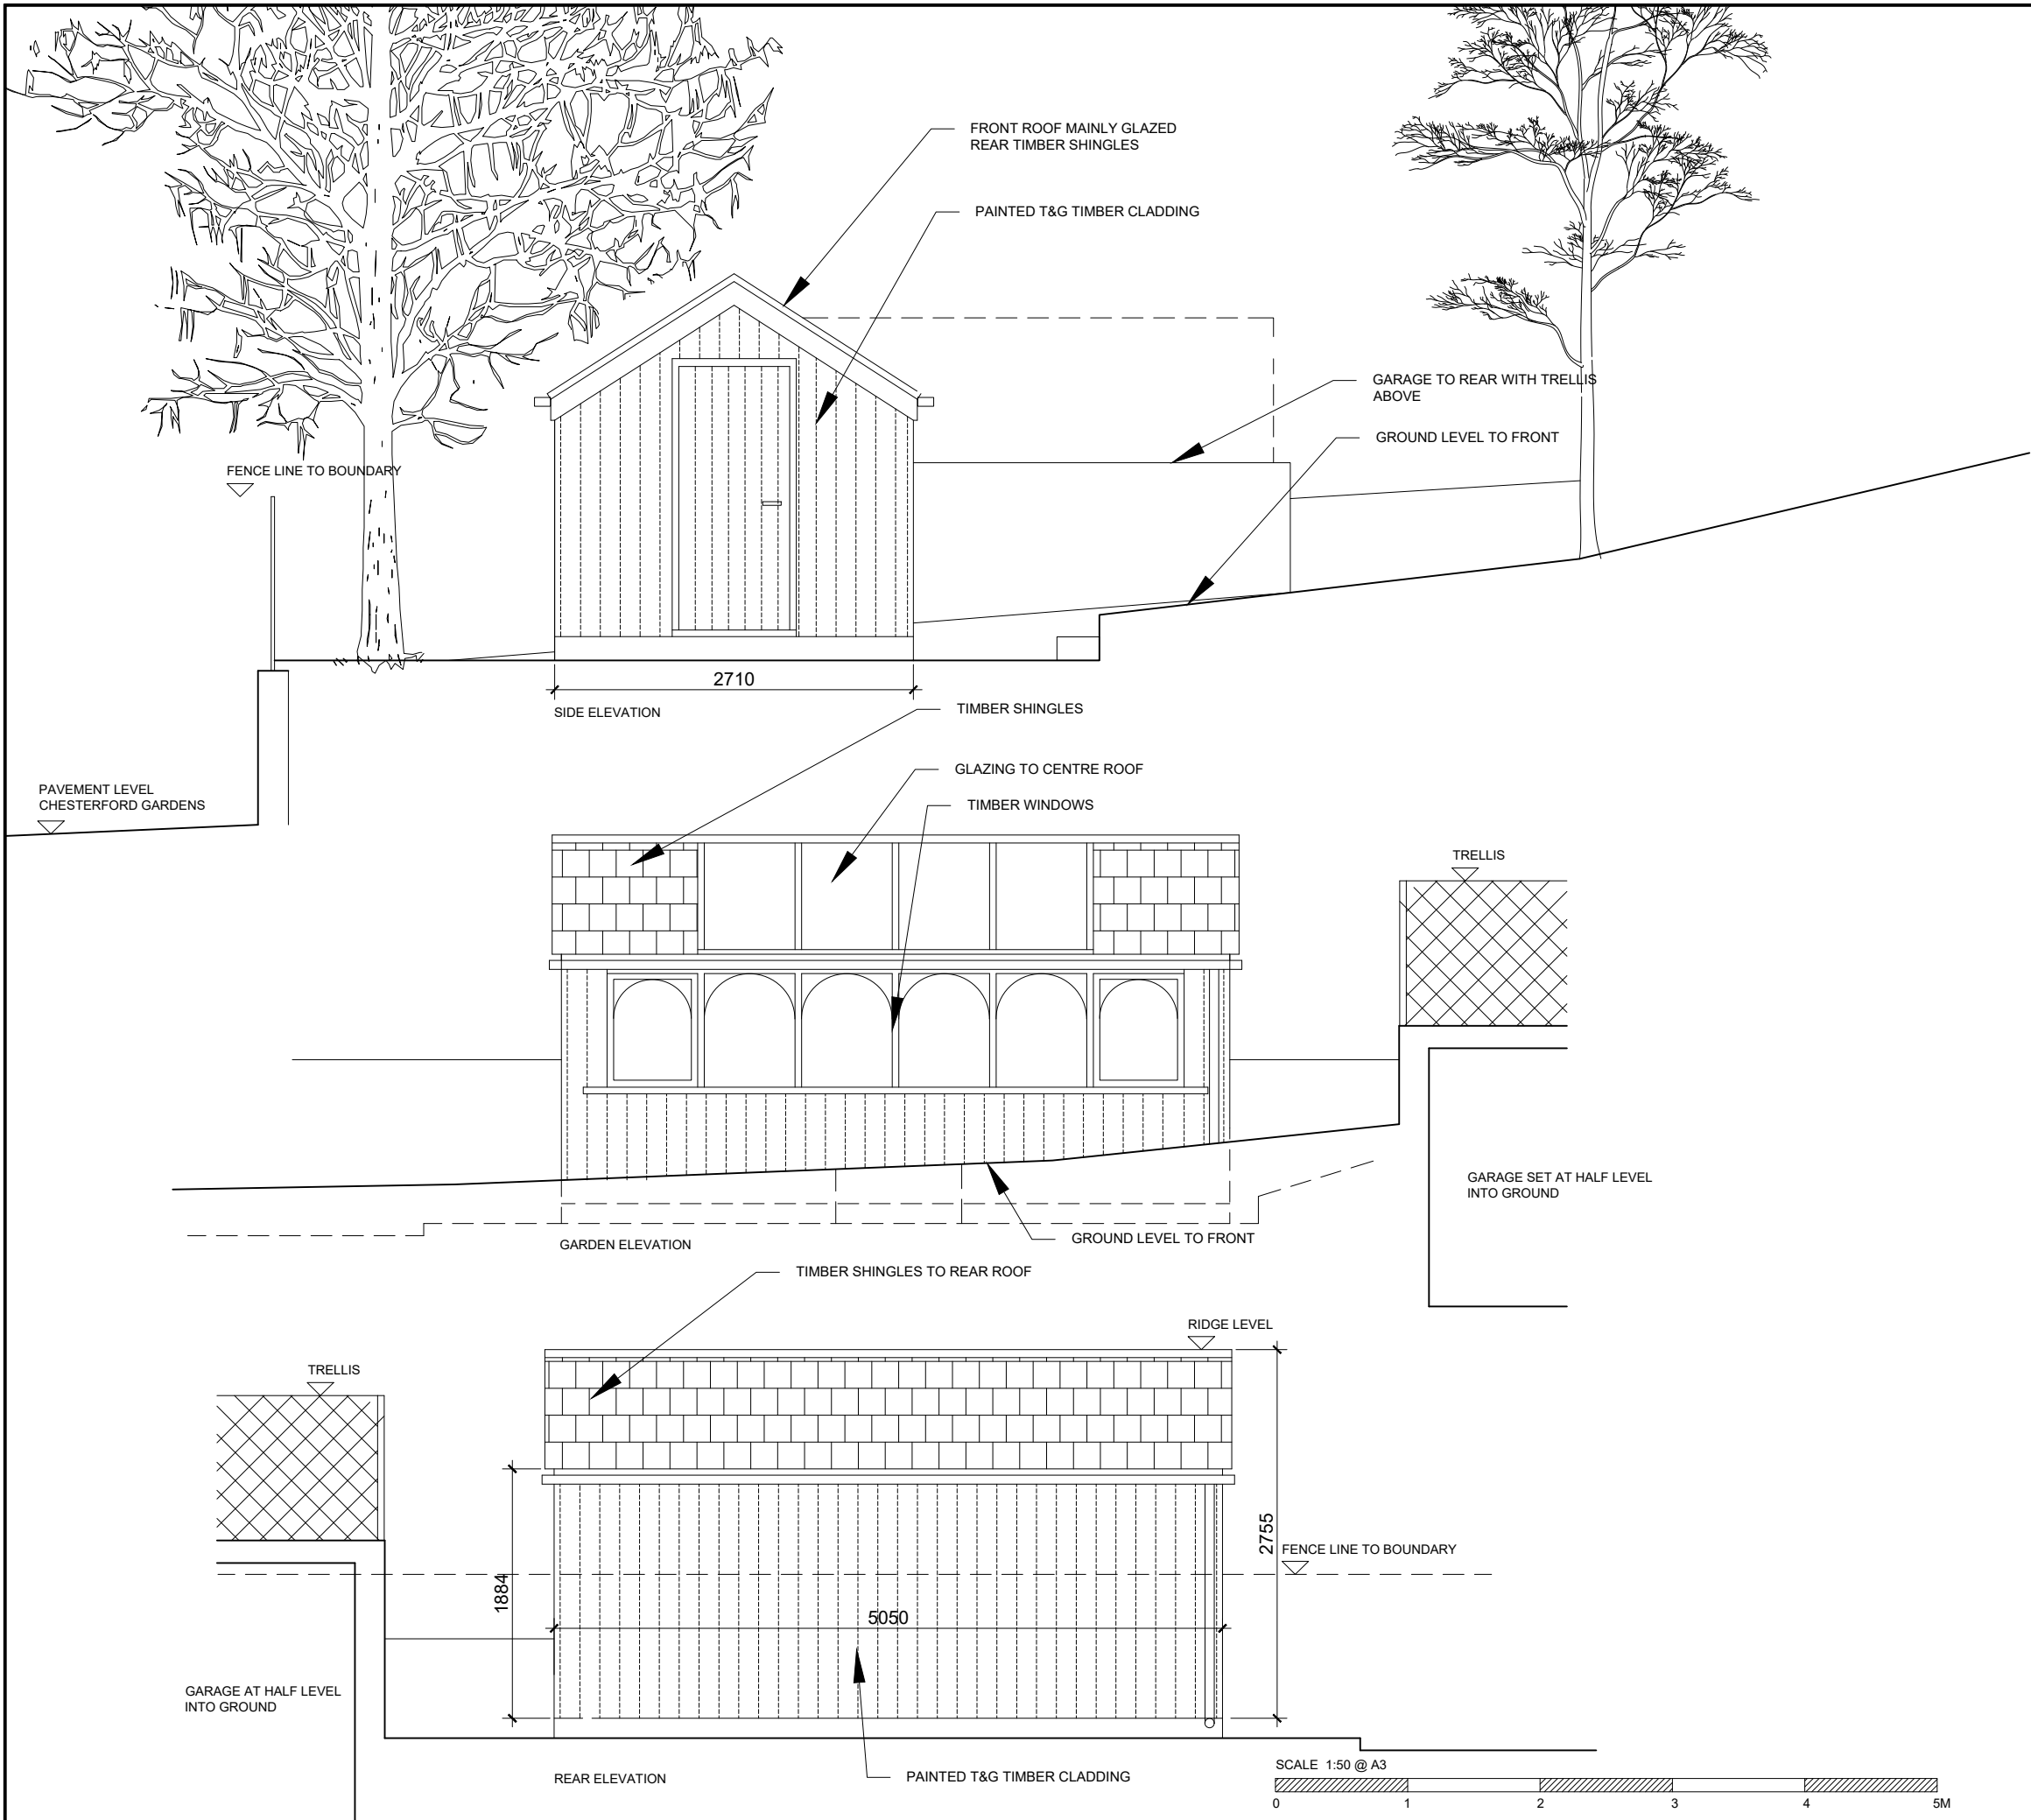 FRONT ROOF MAINLY GLAZED
REAR TIMBER SHINGLES
PAINTED T&G TIMBER CLADDING
GARAGE TO REAR WITH TRELLIS
ABOVE
GROUND LEVEL TO FRONT
FENCE LINE TO BOUNDARY
2710
SIDE ELEVATION
TIMBER SHINGLES
GLAZING TO CENTRE ROOF
TIMBER WINDOWS
PAVEMENT LEVEL
CHESTERFORD GARDENS
TRELLIS
GARAGE SET AT HALF LEVEL
INTO GROUND
GROUND LEVEL TO FRONT
GARDEN ELEVATION
TIMBER SHINGLES TO REAR ROOF
RIDGE LEVEL
TRELLIS
2755
FENCE LINE TO BOUNDARY
1884
5050
GARAGE AT HALF LEVEL
INTO GROUND
REAR ELEVATION
PAINTED T&G TIMBER CLADDING
SCALE 1:50 @ A3
0 1 2 3 4 5M